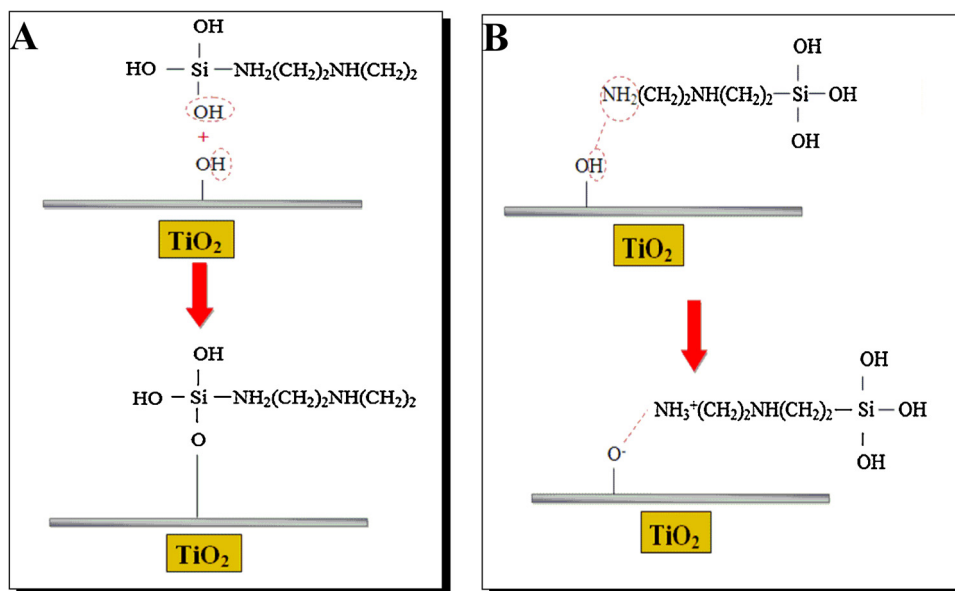 A
OH
HO — Si — NH₂(CH₂)₂NH(CH₂)₂
OH
+
OH
TiO₂
OH
HO — Si — NH₂(CH₂)₂NH(CH₂)₂
O
TiO₂
B
OH
NH₂(CH₂)₂NH(CH₂)₂—Si—OH
OH
OH
TiO₂
OH
NH₃⁺(CH₂)₂NH(CH₂)₂—Si—OH
O⁻
OH
TiO₂